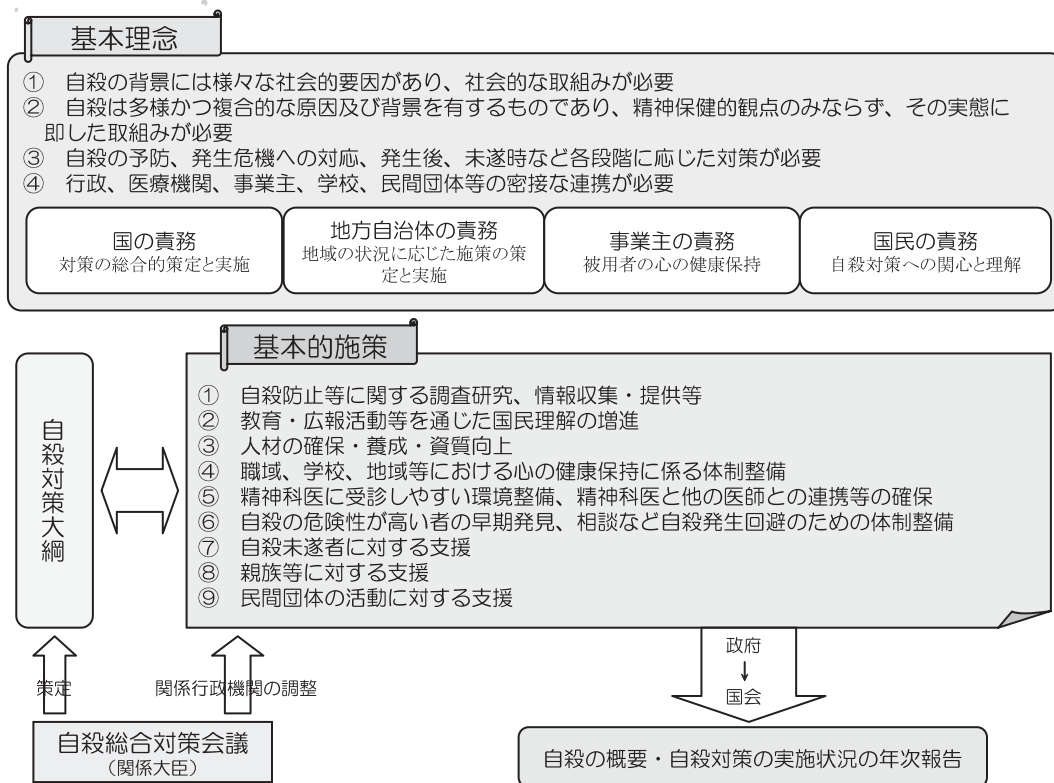 基本理念
① 自殺の背景には様々な社会的要因があり、社会的な取組みが必要
② 自殺は多様かつ複合的な原因及び背景を有するものであり、精神保健的観点のみならず、その実態に
即した取組みが必要
③ 自殺の予防、発生危機への対応、発生後、未遂時など各段階に応じた対策が必要
④ 行政、医療機関、事業主、学校、民間団体等の密接な連携が必要
国の責務
対策の総合的策定と実施
地方自治体の責務
地域の状況に応じた施策の策
定と実施
事業主の責務
被用者の心の健康保持
国民の責務
自殺対策への関心と理解
自殺対策大綱
基本的施策
① 自殺防止等に関する調査研究、情報収集・提供等
② 教育・広報活動等を通じた国民理解の増進
③ 人材の確保・養成・資質向上
④ 職域、学校、地域等における心の健康保持に係る体制整備
⑤ 精神科医に受診しやすい環境整備、精神科医と他の医師との連携等の確保
⑥ 自殺の危険性が高い者の早期発見、相談など自殺発生回避のための体制整備
⑦ 自殺未遂者に対する支援
⑧ 親族等に対する支援
⑨ 民間団体の活動に対する支援
策定
関係行政機関の調整
自殺総合対策会議
（関係大臣）
政府
↓
国会
自殺の概要・自殺対策の実施状況の年次報告